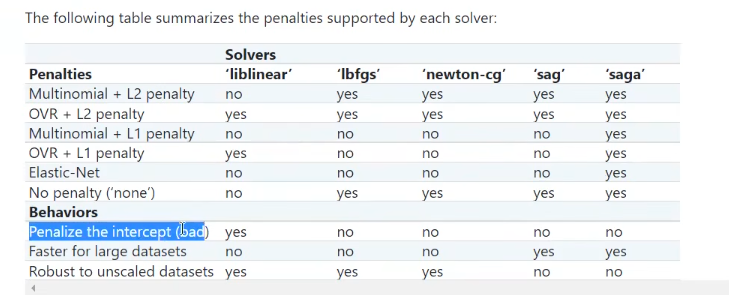 The following table summarizes the penalties supported by each solver:
Solvers
Penalties ‘liblinear’ ‘lbfgs’ ‘newton-cg’ ‘sag’ ‘saga’
Multinomial + L2 penalty no yes yes yes yes
OVR + L2 penalty yes yes yes yes yes
Multinomial + L1 penalty no no no no yes
OVR + L1 penalty yes no no no yes
Elastic-Net no no no no yes
No penalty (‘none’) no yes yes yes yes
Behaviors
Penalize the intercept (bad) yes no no no no
Faster for large datasets no no no yes yes
Robust to unscaled datasets yes yes yes no no